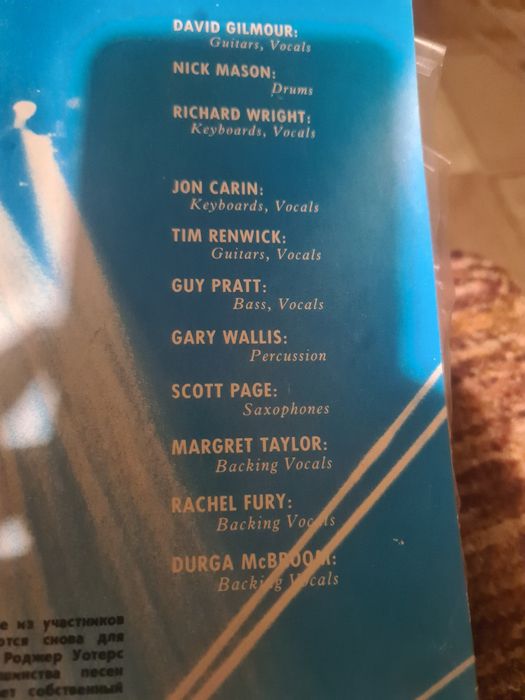 DAVID GILMOUR:
Guitars, Vocals
NICK MASON:
Drums
RICHARD WRIGHT:
Keyboards, Vocals
JON CARIN:
Keyboards, Vocals
TIM RENWICK:
Guitars, Vocals
GUY PRATT:
Bass, Vocals
GARY WALLIS:
Percussion
SCOTT PAGE:
Saxophones
MARGRET TAYLOR:
Backing Vocals
RACHEL FURY:
Backing Vocals
DURGA McBROOM:
Backing Vocals
е из участников
ются снова для
Роджер Уотерс
песен
ет собственный